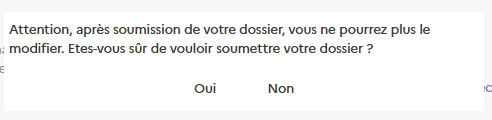 Attention, après soumission de votre dossier, vous ne pourrez plus le
modifier. Etes-vous sûr de vouloir soumettre votre dossier ?
Oui Non